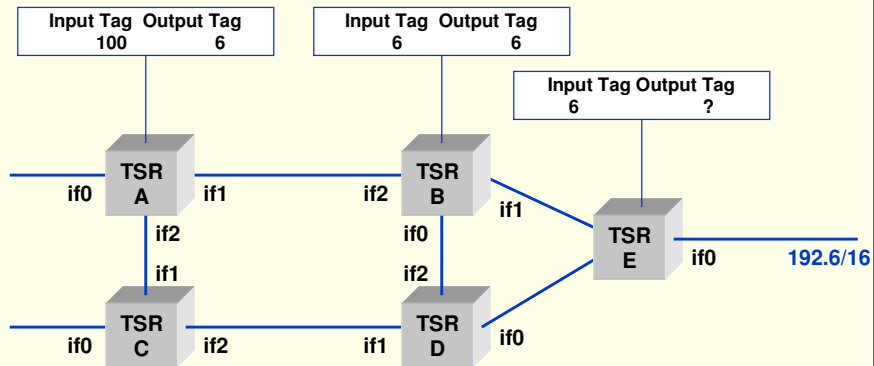 Input Tag Output Tag
100 6
Input Tag Output Tag
6 6
Input Tag Output Tag
6 ?
TSR
A
if0
if1
if2
TSR
B
if2
if1
if0
TSR
E
if0
192.6/16
if1
TSR
C
if0
if2
if2
TSR
D
if1
if0